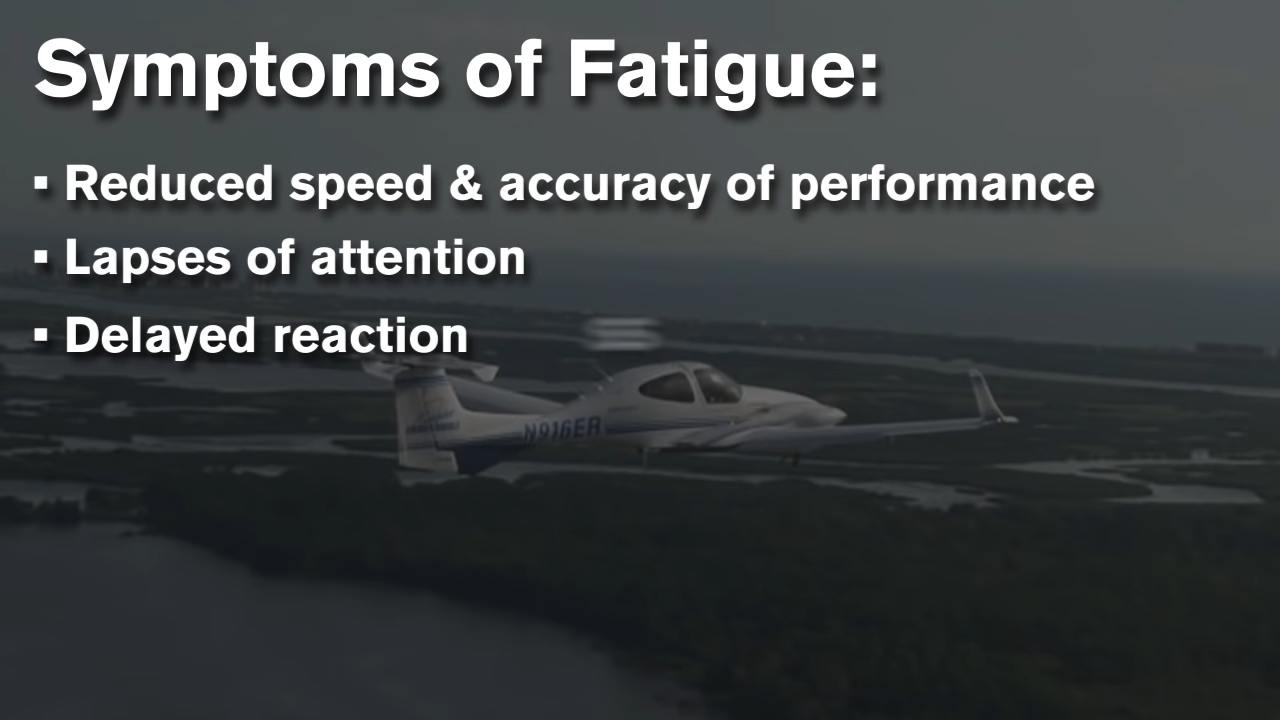 Symptoms of Fatigue:
▪ Reduced speed & accuracy of performance
▪ Lapses of attention
▪ Delayed reaction
N916ER